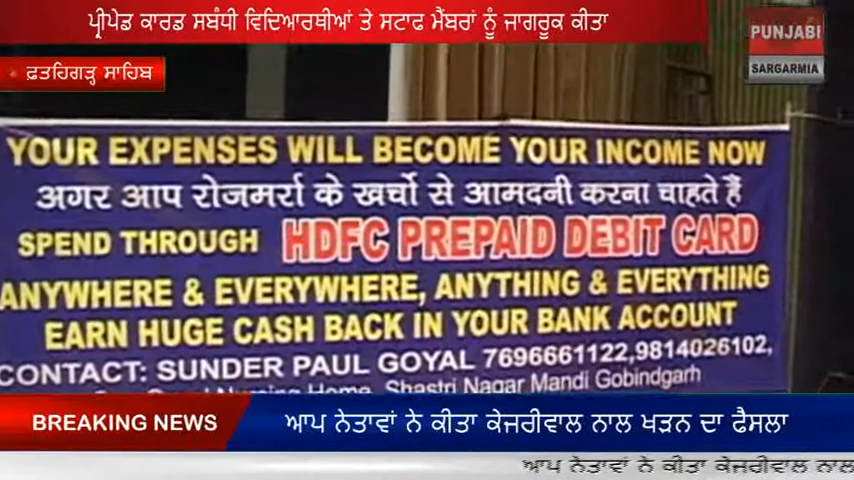 ਪ੍ਰੀਪੇਡ ਕਾਰਡ ਸਬੰਧੀ ਵਿਦਿਆਰਥੀਆਂ ਤੇ ਸਟਾਫ ਮੈਂਬਰਾਂ ਨੂੰ ਜਾਗਰੂਕ ਕੀਤਾ
PUNJABI
SARGARMIA
ਫ਼ਤਹਿਗੜ੍ਹ ਸਾਹਿਬ
YOUR EXPENSES WILL BECOME YOUR INCOME NOW
अगर आप रोजमर्रा के खर्चो से आमदनी करना चाहते हैं
SPEND THROUGH HDFC PREPAID DEBIT CARD
ANYWHERE & EVERYWHERE, ANYTHING & EVERYTHING
EARN HUGE CASH BACK IN YOUR BANK ACCOUNT
CONTACT: SUNDER PAUL GOYAL 7696661122,9814026102,
Nursing Home, Shastri Nagar Mandi Gobindgarh
BREAKING NEWS
ਆਪ ਨੇਤਾਵਾਂ ਨੇ ਕੀਤਾ ਕੇਜਰੀਵਾਲ ਨਾਲ ਖੜਨ ਦਾ ਫੈਸਲਾ
ਆਪ ਨੇਤਾਵਾਂ ਨੇ ਕੀਤਾ ਕੇਜਰੀਵਾਲ ਨਾਲ